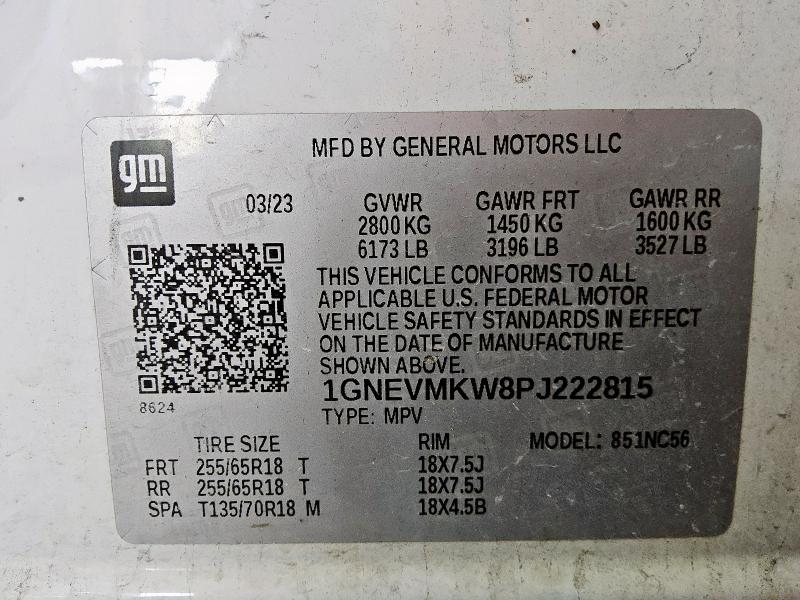 gm
MFD BY GENERAL MOTORS LLC
03/23 GVWR GAWR FRT GAWR RR
2800 KG 1450 KG 1600 KG
6173 LB 3196 LB 3527 LB
THIS VEHICLE CONFORMS TO ALL
APPLICABLE U.S. FEDERAL MOTOR
VEHICLE SAFETY STANDARDS IN EFFECT
ON THE DATE OF MANUFACTURE
SHOWN ABOVE.
1GNEVMKW8PJ222815
8624
TYPE: MPV
TIRE SIZE RIM MODEL: 851NC56
FRT 255/65R18 T 18X7.5J
RR 255/65R18 T 18X7.5J
SPA T135/70R18 M 18X4.5B